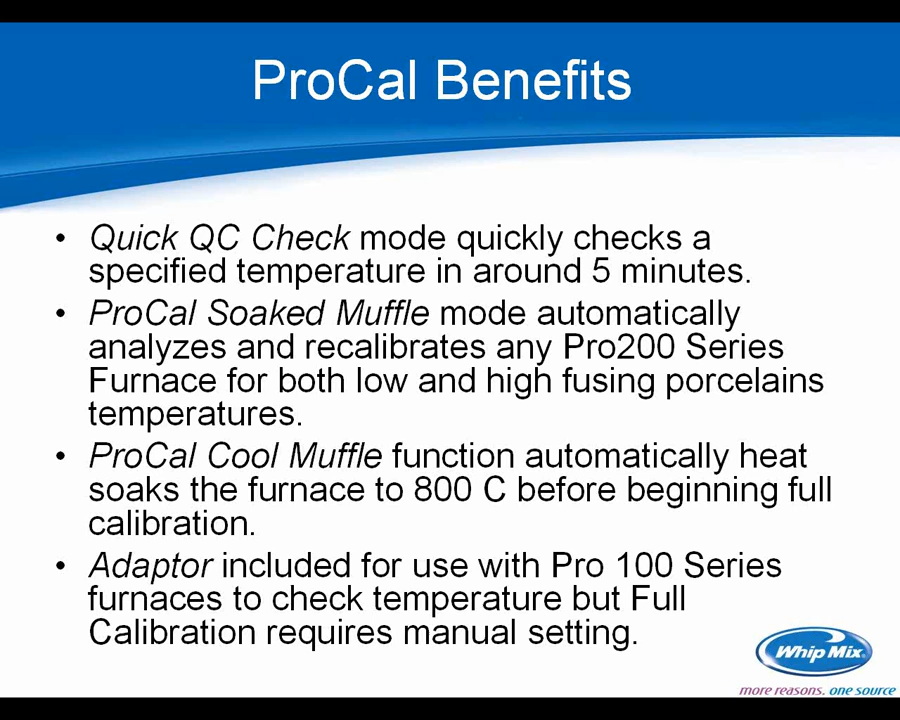 ProCal Benefits
• Quick QC Check mode quickly checks a
specified temperature in around 5 minutes.
• ProCal Soaked Muffle mode automatically
analyzes and recalibrates any Pro200 Series
Furnace for both low and high fusing porcelains
temperatures.
• ProCal Cool Muffle function automatically heat
soaks the furnace to 800 C before beginning full
calibration.
• Adaptor included for use with Pro 100 Series
furnaces to check temperature but Full
Calibration requires manual setting.
Whip Mix
more reasons. one source